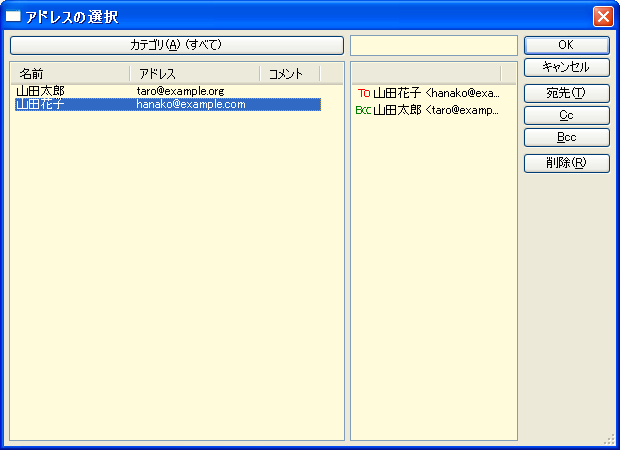 アドレスの選択
カテゴリ(A) (すべて)
OK
キャンセル
名前 アドレス コメント
山田太郎 taro@example.org
山田花子 hanako@example.com
TO 山田花子 <hanako@exa...
BCC 山田太郎 <taro@examp...
宛先(T)
Cc
Bcc
削除(R)